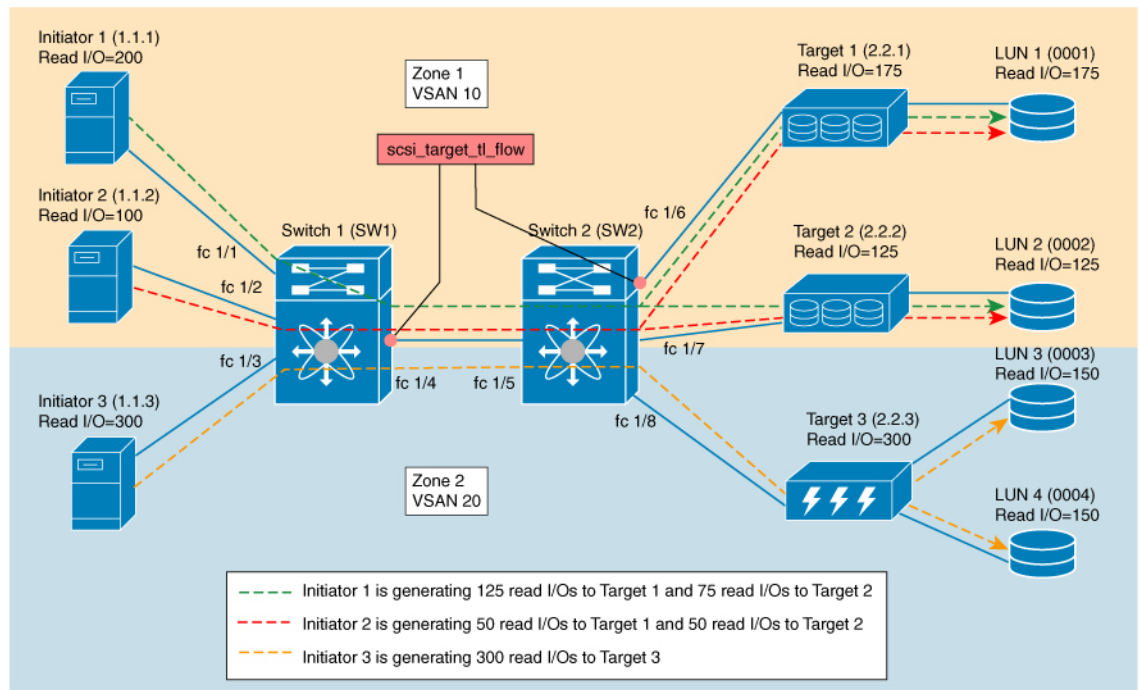 Initiator 1 (1.1.1)
Read I/O=200
Zone 1
VSAN 10
Target 1 (2.2.1)
Read I/O=175
LUN 1 (0001)
Read I/O=175
scsi_target_tl_flow
Initiator 2 (1.1.2)
Read I/O=100
fc 1/1
fc 1/2
Switch 1 (SW1)
Switch 2 (SW2)
fc 1/6
Target 2 (2.2.2)
Read I/O=125
LUN 2 (0002)
Read I/O=125
fc 1/3
fc 1/4
fc 1/5
fc 1/7
fc 1/8
Initiator 3 (1.1.3)
Read I/O=300
Zone 2
VSAN 20
Target 3 (2.2.3)
Read I/O=300
LUN 3 (0003)
Read I/O=150
LUN 4 (0004)
Read I/O=150
Initiator 1 is generating 125 read I/Os to Target 1 and 75 read I/Os to Target 2
Initiator 2 is generating 50 read I/Os to Target 1 and 50 read I/Os to Target 2
Initiator 3 is generating 300 read I/Os to Target 3